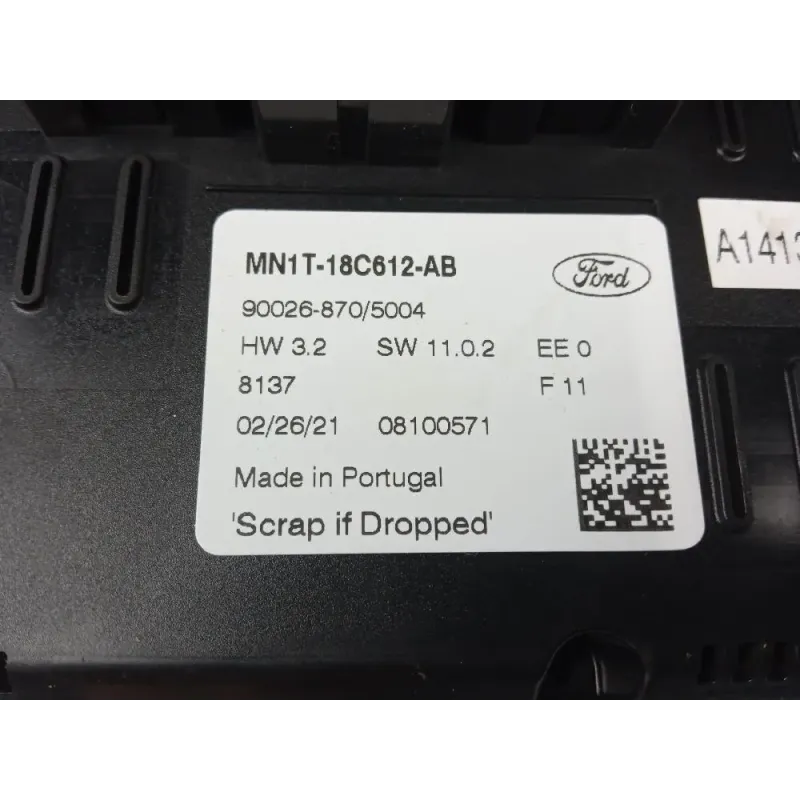 MN1T-18C612-AB
Ford
90026-870/5004
HW 3.2 SW 11.0.2 EE 0
8137 F 11
02/26/21 08100571
Made in Portugal
'Scrap if Dropped'
A1413